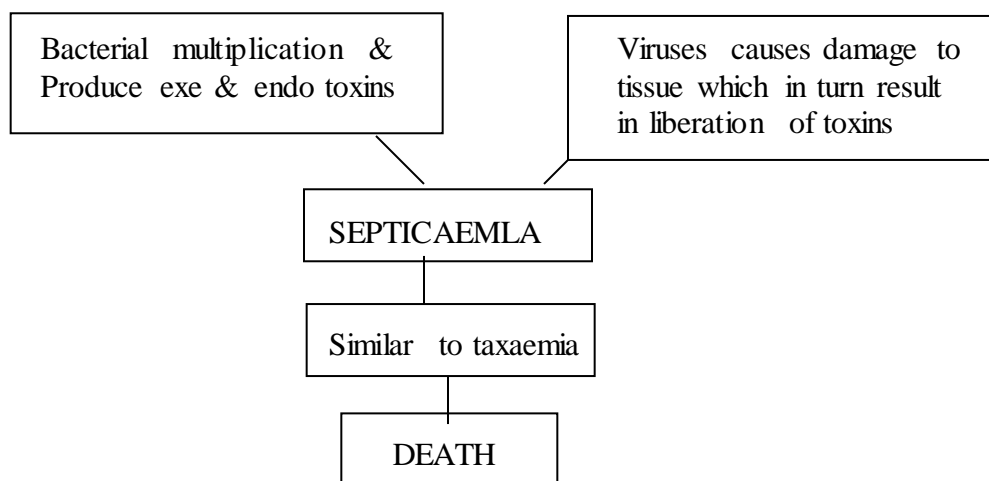 Bacterial multiplication &
Produce exe & endo toxins
Viruses causes damage to
tissue which in turn result
in liberation of toxins
SEPTICAEMLA
Similar to taxaemia
DEATH